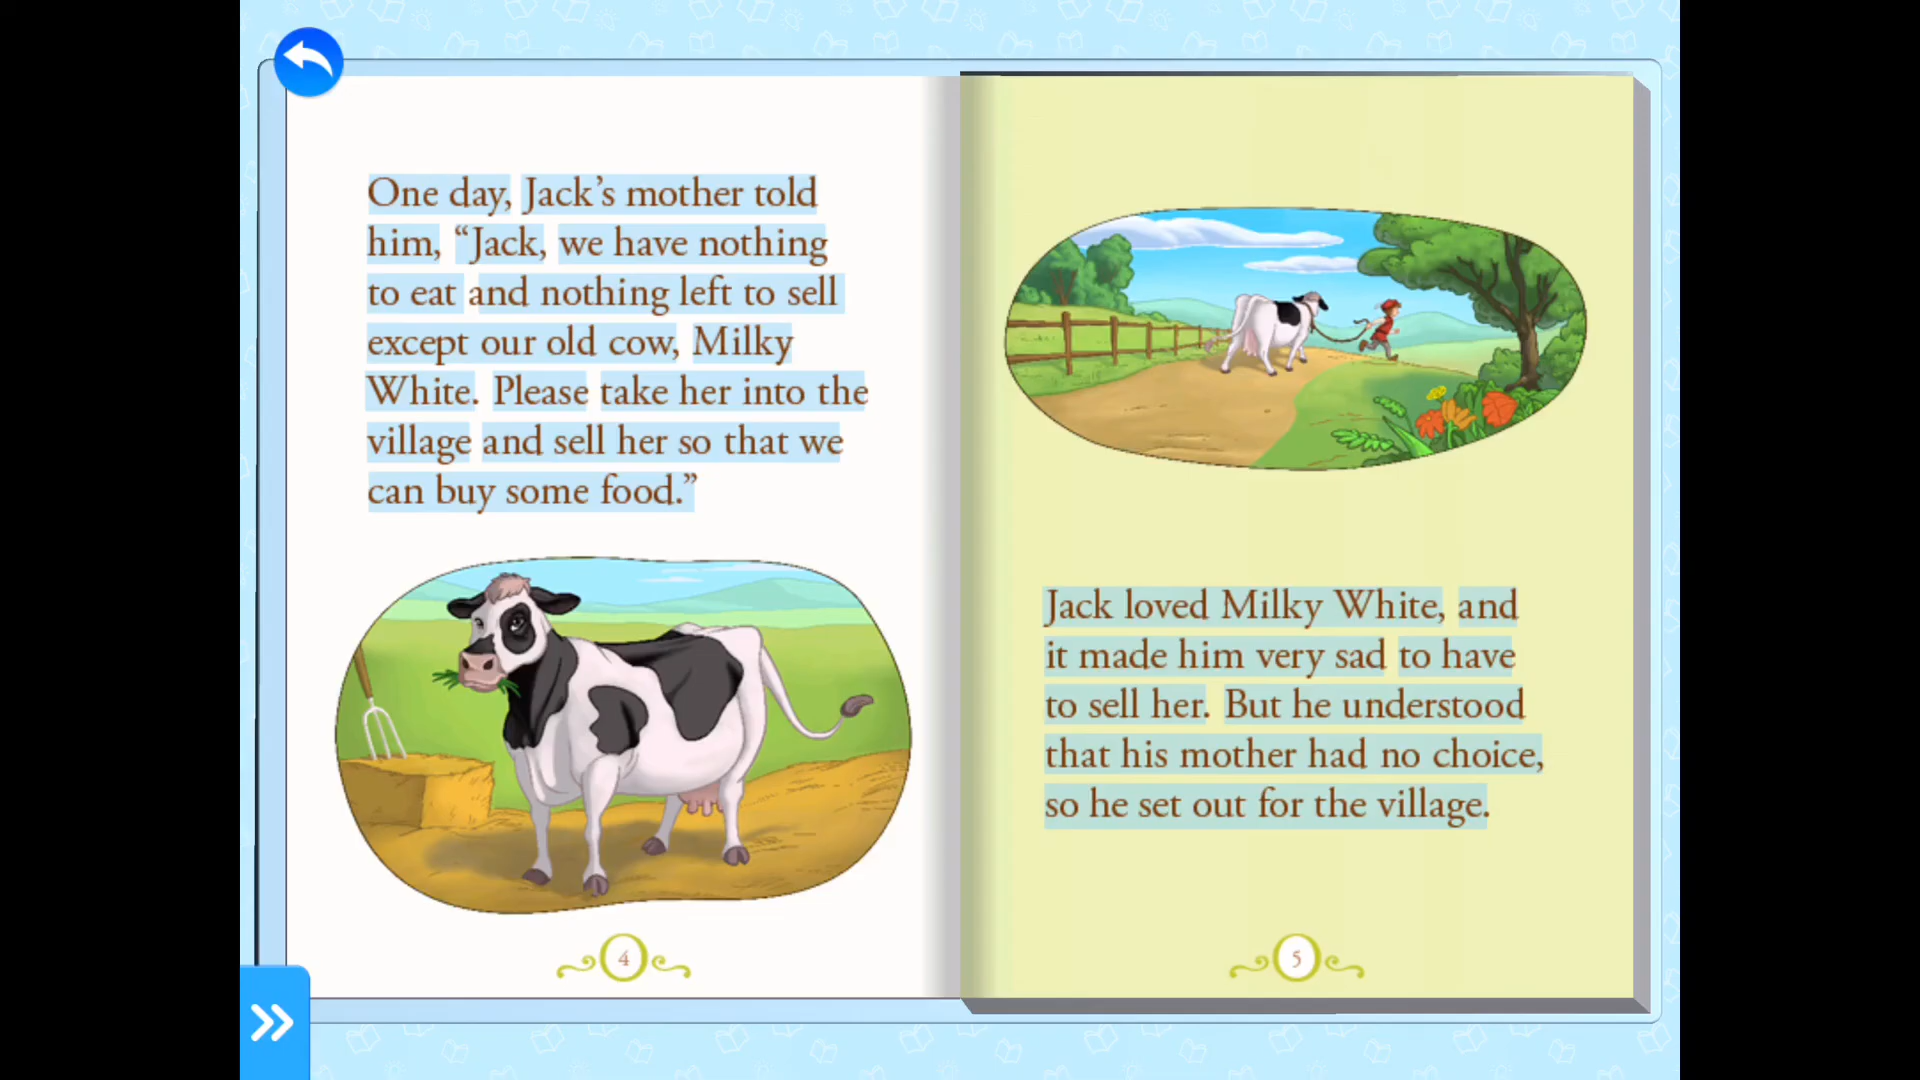 One day, Jack’s mother told
him, “Jack, we have nothing
to eat and nothing left to sell
except our old cow, Milky
White. Please take her into the
village and sell her so that we
can buy some food.”
4
Jack loved Milky White, and
it made him very sad to have
to sell her. But he understood
that his mother had no choice,
so he set out for the village.
5